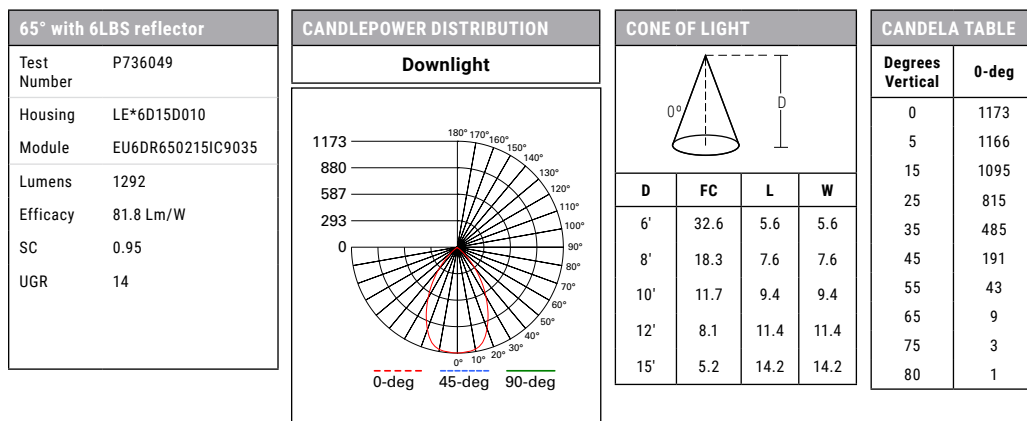 65° with 6LBS reflector
Test Number P736049
Housing LE*6D15D010
Module EU6DR650215IC9035
Lumens 1292
Efficacy 81.8 Lm/W
SC 0.95
UGR 14
CANDLEPOWER DISTRIBUTION
Downlight
1173
880
587
293
0
180° 170° 160° 150° 140° 130° 120° 110° 100° 90° 80° 70° 60° 50° 40° 30° 20° 10° 0°
0-deg 45-deg 90-deg
CONE OF LIGHT
0° D
D FC L W
6' 32.6 5.6 5.6
8' 18.3 7.6 7.6
10' 11.7 9.4 9.4
12' 8.1 11.4 11.4
15' 5.2 14.2 14.2
CANDELA TABLE
Degrees Vertical 0-deg
0 1173
5 1166
15 1095
25 815
35 485
45 191
55 43
65 9
75 3
80 1